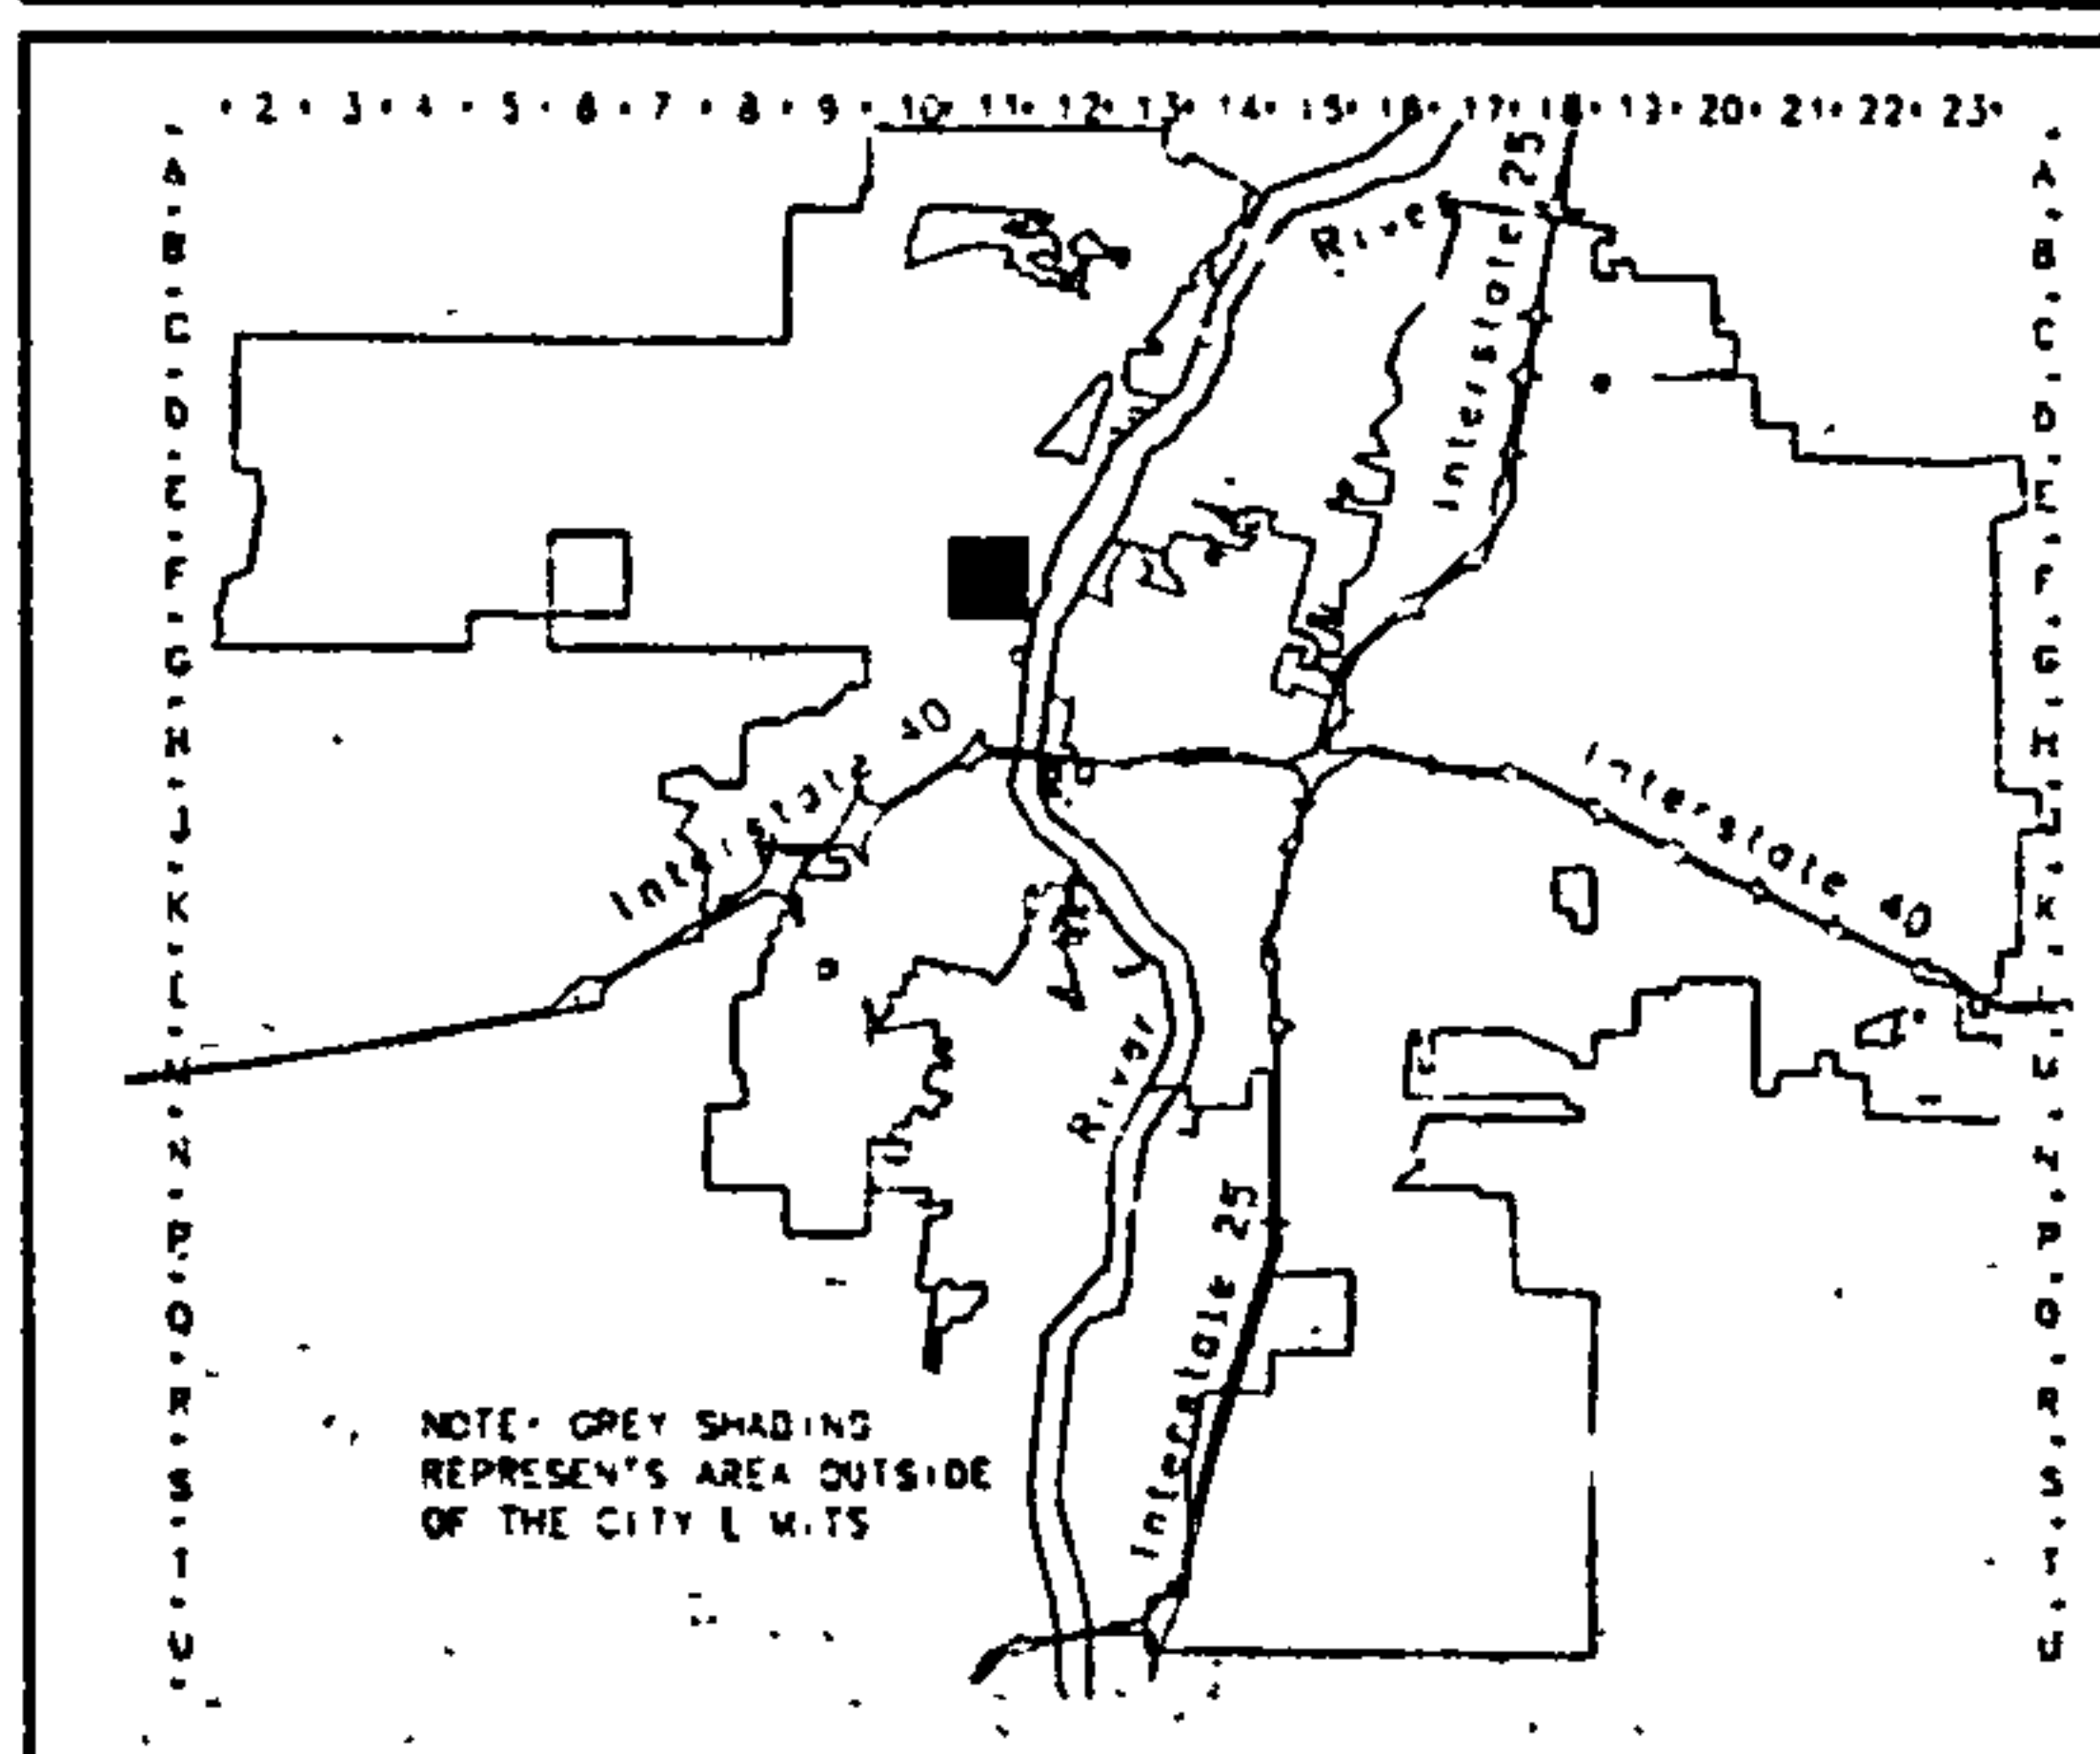 · 2 · 3 · 4 · 5 · 6 · 7 · 8 · 9 · 10 · 11 · 12 · 13 · 14 · 15 · 16 · 17 · 18 · 19 · 20 · 21 · 22 · 23 ·
A A
B B
C C
D D
E E
F F
G G
H H
J
K K
L L
M M
N N
P P
Q Q
R R
S S
T T
U U
River
Interstate 25
Interstate 40
Interstate 40
River
Interstate 25
NOTE· GREY SHADING
REPRESENTS AREA OUTSIDE
OF THE CITY LIMITS